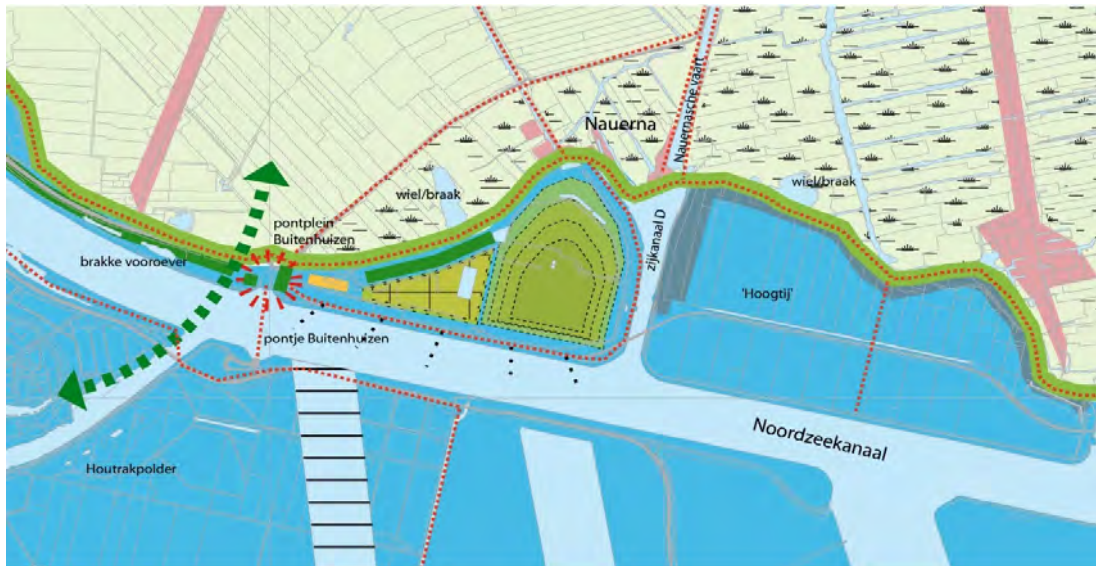 Nauerna
Nauernasche vaart
wiel/braak
wiel/braak
pontplein
Buitenhuizen
zijkanaal D
brakke vooroever
'Hoogtij'
pontje Buitenhuizen
Noordzeekanaal
Houtrakpolder